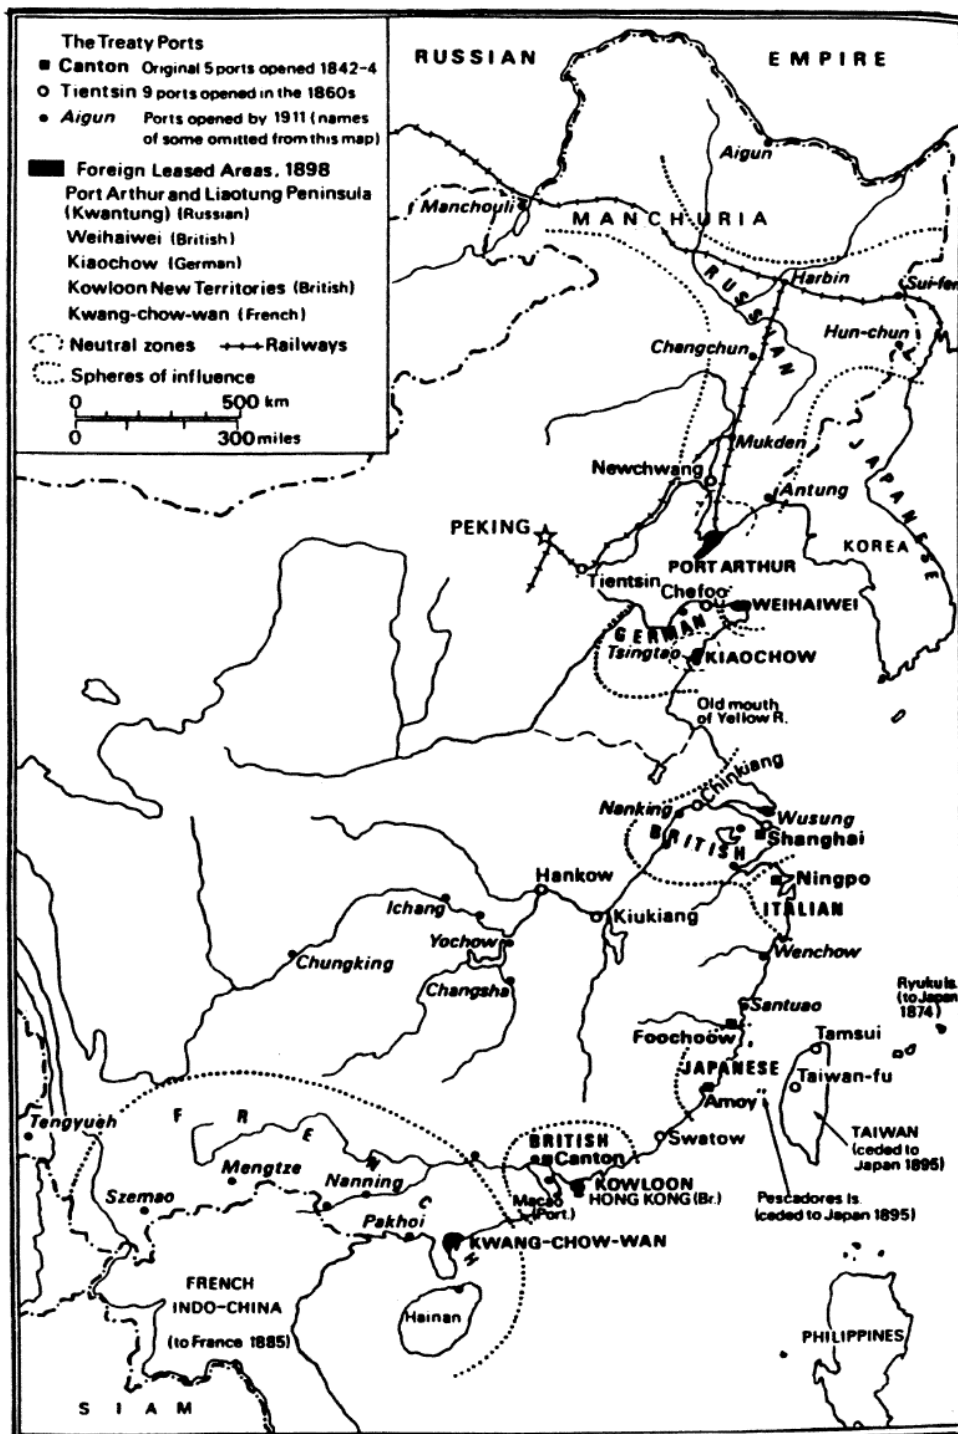 The Treaty Ports
Canton Original 5 ports opened 1842-4
Tientsin 9 ports opened in the 1860s
Aigun Ports opened by 1911 (names
of some omitted from this map)
Foreign Leased Areas, 1898
Port Arthur and Liaotung Peninsula
(Kwantung) (Russian)
Weihaiwei (British)
Kiaochow (German)
Kowloon New Territories (British)
Kwang-chow-wan (French)
Neutral zones Railways
Spheres of influence
0 500 km
0 300 miles
RUSSIAN EMPIRE
Aigun
Manchouli
MANCHURIA
RUSSIAN
Harbin
Sui-fen
Hun-chun
Changchun
JAPANESE
Mukden
Newchwang
Antung
PEKING
KOREA
PORT ARTHUR
Tientsin
Chefoo
WEIHAIWEI
GERMAN
Tsingtao
KIAOCHOW
Old mouth
of Yellow R.
Chinkiang
Nanking
Wusung
BRITISH
Shanghai
Hankow
Ningpo
Ichang
Kiukiang
ITALIAN
Yochow
Chungking
Wenchow
Changsha
Ryuku Is.
(to Japan
1874)
Santuao
Foochoow
Tamsui
JAPANESE
Taiwan-fu
Amoy
FRENCH
Tengyueh
BRITISH
Canton
Swatow
TAIWAN
(ceded to
Japan 1895)
Mengtze
Nanning
KOWLOON
HONG KONG (Br.)
Macao
(Port.)
Szemao
Pescadores Is.
(ceded to Japan 1895)
Pakhoi
KWANG-CHOW-WAN
FRENCH
INDO-CHINA
(to France 1885)
Hainan
PHILIPPINES
SIAM